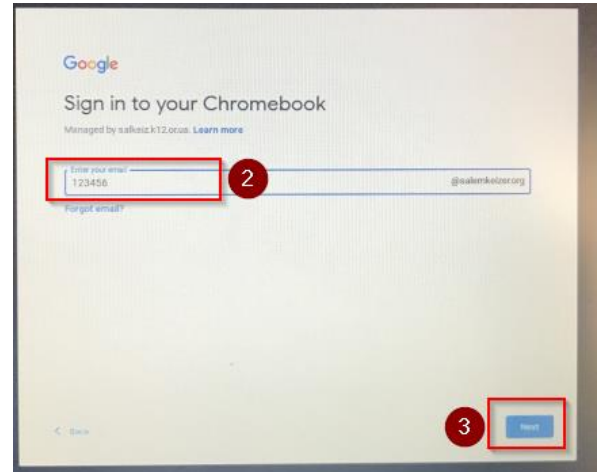 Google
Sign in to your Chromebook
Managed by salkeiz.k12.or.us. Learn more
Enter your email
123456 @salemkeizer.org
2
Forgot email?
3
Back Next